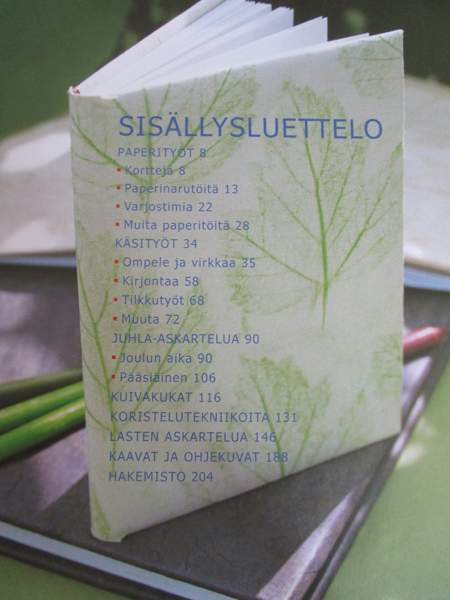 SISÄLLYSLUETTELO
PAPERITYÖT 8
• Kortteja 8
• Paperinarutöitä 13
• Varjostimia 22
• Muita paperitöitä 28
KÄSITYÖT 34
• Ompele ja virkkaa 35
• Kirjontaa 58
• Tilkkutyöt 68
• Muuta 72
JUHLA-ASKARTELUA 90
• Joulun aika 90
• Pääsiäinen 106
KUIVAKUKAT 116
KORISTELUTEKNIIKOITA 131
LASTEN ASKARTELUA 146
KAAVAT JA OHJEKUVAT 188
HAKEMISTO 204